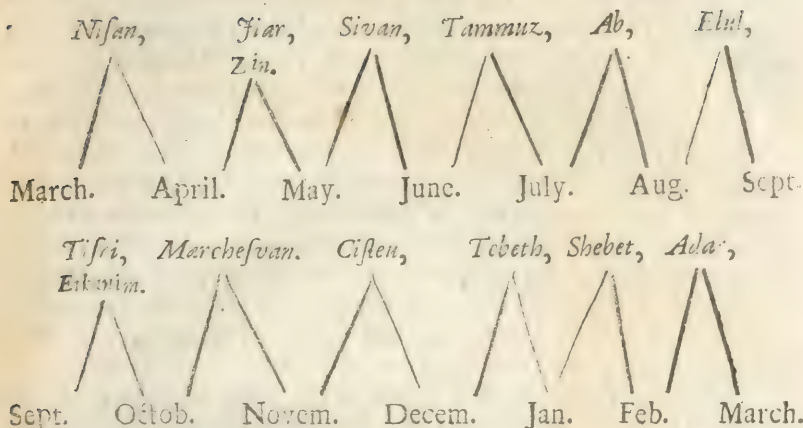 Niſan, Jiar, Sivan, Tammuz, Ab, Elul,
Zin.
March. April. May. June. July. Aug. Sept.
Tiſri, Marcheſvan. Ciſleu, Tebeth, Shebet, Adar,
Sept. Octob. Novem. Decem. Jan. Feb. March.